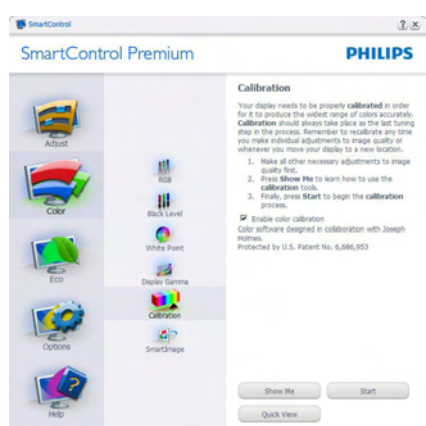 SmartControl
SmartControl Premium
PHILIPS
Adjust
Color
Eco
Options
Help
RGB
Black Level
White Point
Display Gamma
Calibration
SmartImage
Calibration
Your display needs to be properly calibrated in order
for it to produce the widest range of colors accurately.
Calibration should always take place as the last tuning
step in the process. Remember to recalibrate any time
you make individual adjustments to image quality or
whenever you move your display to a new location.
1. Make all other necessary adjustments to image
quality first.
2. Press Show Me to learn how to use the
calibration tools.
3. Finally, press Start to begin the calibration
process.
Enable color calibration
Color software designed in collaboration with Joseph
Holmes.
Protected by U.S. Patent No. 6,686,953
Show Me
Start
Quick View